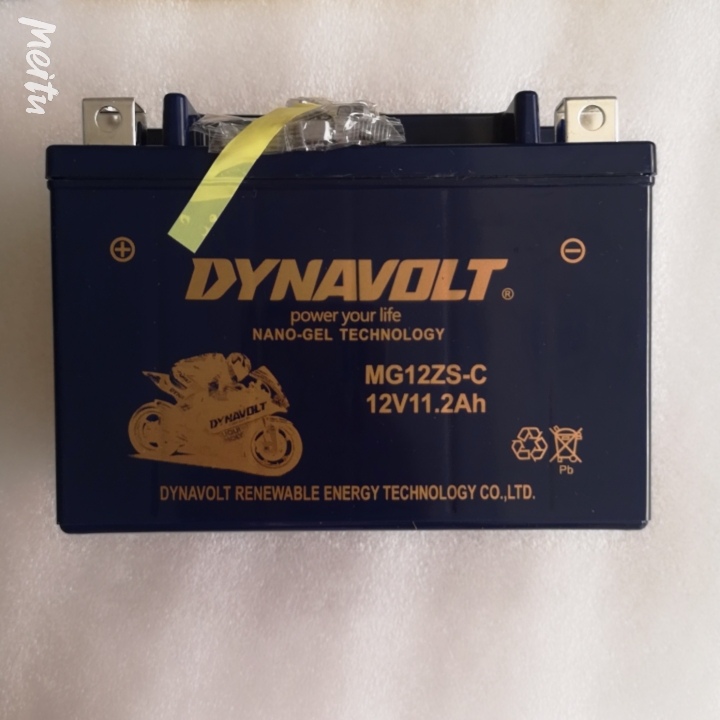 Meitu
+
-
DYNAVOLT®
power your life
NANO-GEL TECHNOLOGY
MG12ZS-C
12V11.2Ah
DYNAVOLT
Pb
DYNAVOLT RENEWABLE ENERGY TECHNOLOGY CO.,LTD.